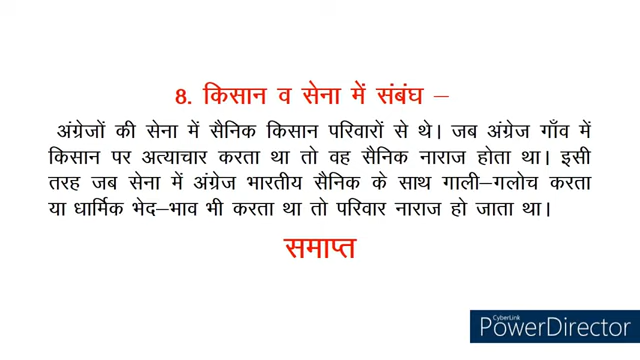 8. किसान व सेना में संबंघ –
अंग्रेजों की सेना में सैनिक किसान परिवारों से थे। जब अंग्रेज गाँव में
किसान पर अत्याचार करता था तो वह सैनिक नाराज होता था। इसी
तरह जब सेना में अंग्रेज भारतीय सैनिक के साथ गाली–गलोच करता
या धार्मिक भेद–भाव भी करता था तो परिवार नाराज हो जाता था।
समाप्त
CyberLink
PowerDirector